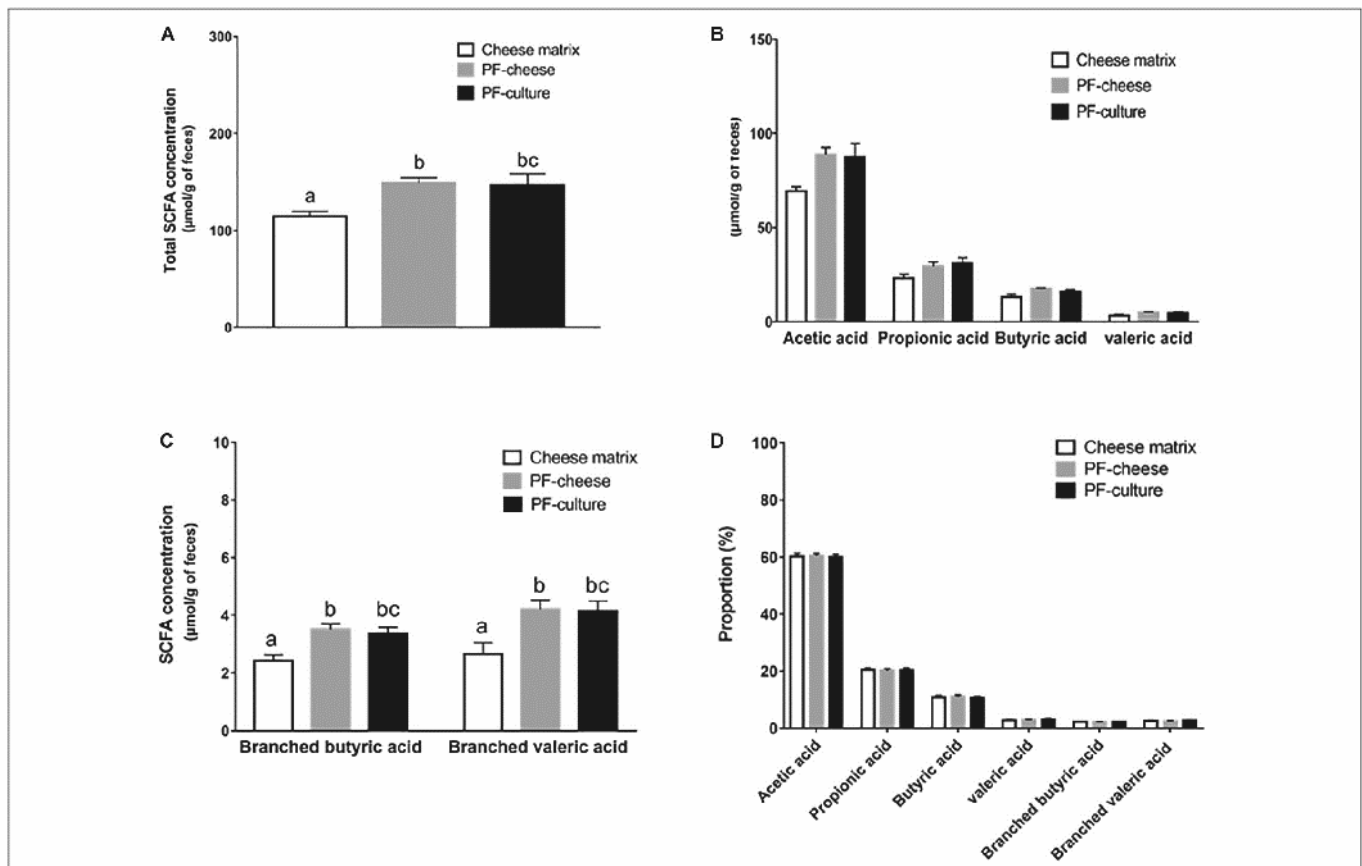 A
Total SCFA concentration
(µmol/g of feces)
300
200
100
0
Cheese matrix
PF-cheese
PF-culture
a
b
bc
B
(µmol/g of feces)
150
100
50
0
Cheese matrix
PF-cheese
PF-culture
Acetic acid Propionic acid Butyric acid valeric acid
C
SCFA concentration
(µmol/g of feces)
10
8
6
4
2
0
Cheese matrix
PF-cheese
PF-culture
a b bc
a b bc
Branched butyric acid Branched valeric acid
D
Proportion (%)
100
80
60
40
20
0
Cheese matrix
PF-cheese
PF-culture
Acetic acid
Propionic acid
Butyric acid
valeric acid
Branched butyric acid
Branched valeric acid